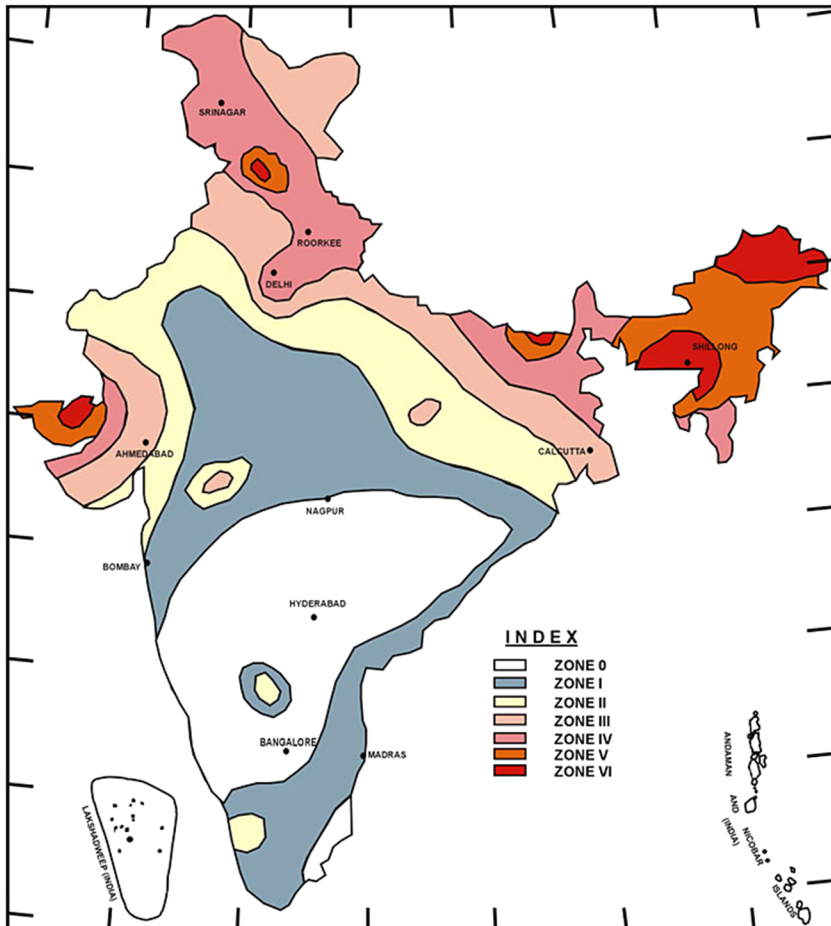 SRINAGAR
ROORKEE
DELHI
SHILLONG
AHMEDABAD
CALCUTTA
NAGPUR
BOMBAY
HYDERABAD
INDEX
ZONE 0
ZONE I
ZONE II
ZONE III
ZONE IV
ZONE V
ZONE VI
BANGALORE
MADRAS
LAKSHADWEEP (INDIA)
ANDAMAN
AND
(INDIA)
NICOBAR
ISLANDS